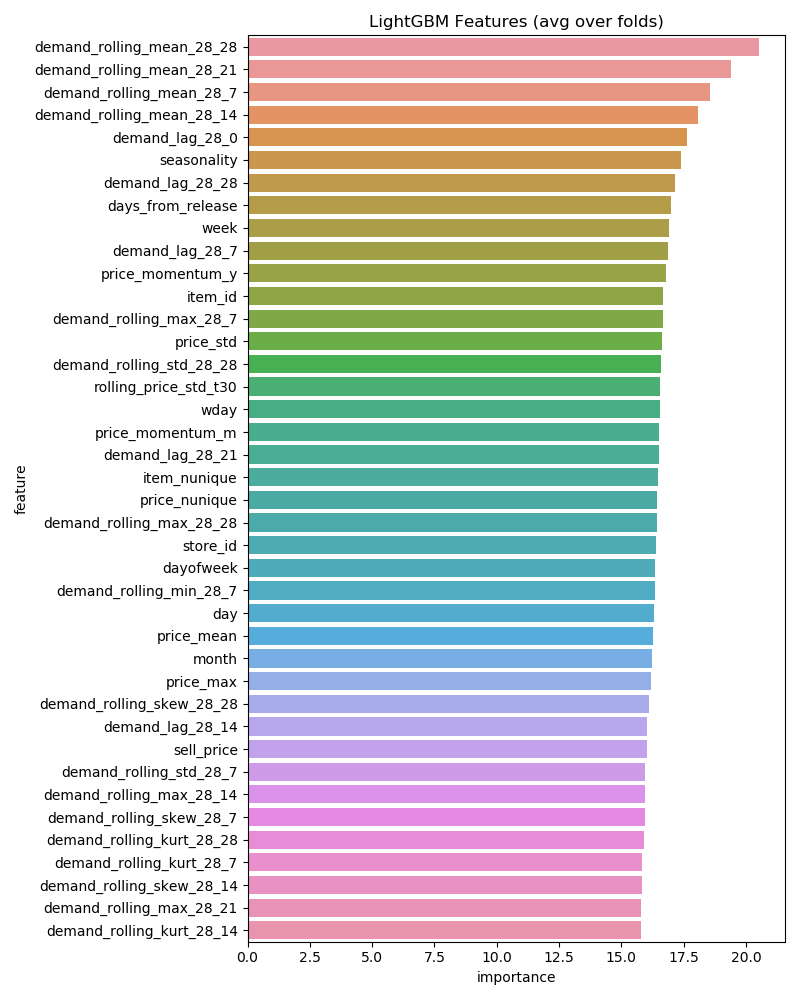 LightGBM Features (avg over folds)
demand_rolling_mean_28_28
demand_rolling_mean_28_21
demand_rolling_mean_28_7
demand_rolling_mean_28_14
demand_lag_28_0
seasonality
demand_lag_28_28
days_from_release
week
demand_lag_28_7
price_momentum_y
item_id
demand_rolling_max_28_7
price_std
demand_rolling_std_28_28
rolling_price_std_t30
wday
price_momentum_m
demand_lag_28_21
item_nunique
price_nunique
demand_rolling_max_28_28
store_id
dayofweek
demand_rolling_min_28_7
day
price_mean
month
price_max
demand_rolling_skew_28_28
demand_lag_28_14
sell_price
demand_rolling_std_28_7
demand_rolling_max_28_14
demand_rolling_skew_28_7
demand_rolling_kurt_28_28
demand_rolling_kurt_28_7
demand_rolling_skew_28_14
demand_rolling_max_28_21
demand_rolling_kurt_28_14
feature
0.0 2.5 5.0 7.5 10.0 12.5 15.0 17.5 20.0
importance